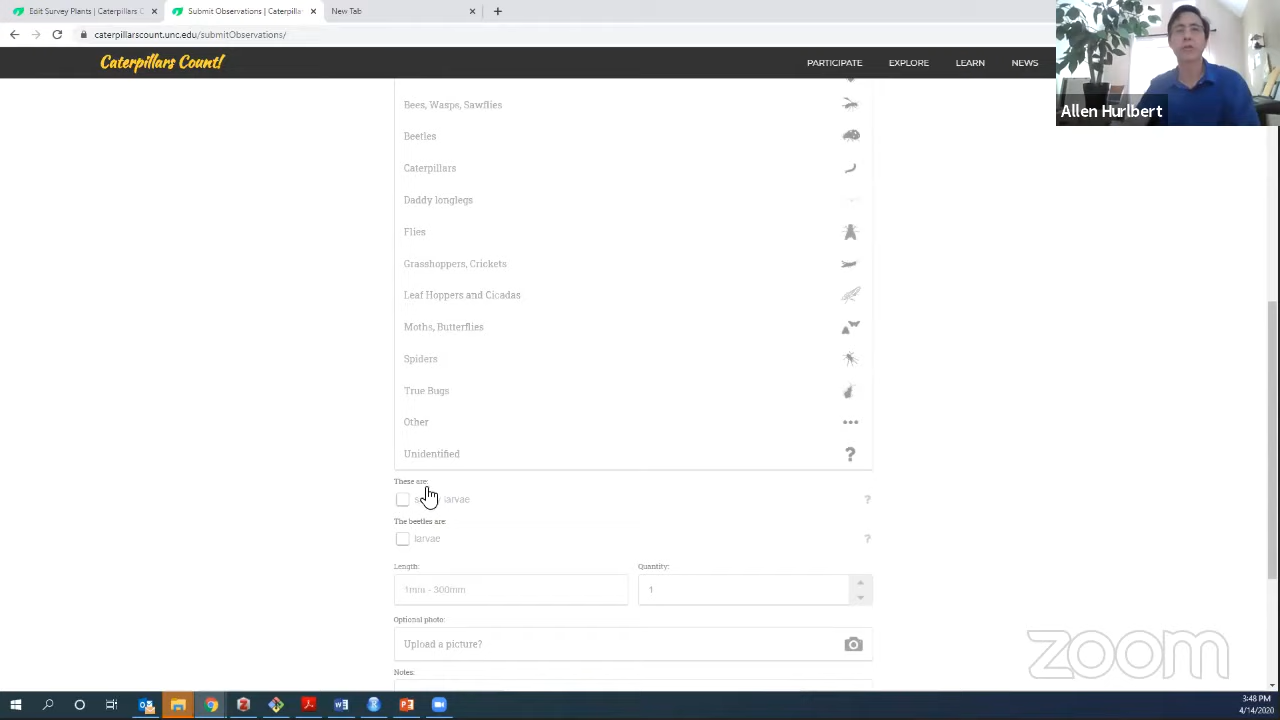 Edit Survey Plants | Caterpillars C
Submit Observations | Caterpilla
New Tab
caterpillarscount.unc.edu/submitObservations/
Caterpillars Count!
PARTICIPATE
EXPLORE
LEARN
NEWS
Allen Hurlbert
Bees, Wasps, Sawflies
Beetles
Caterpillars
Daddy longlegs
Flies
Grasshoppers, Crickets
Leaf Hoppers and Cicadas
Moths, Butterflies
Spiders
True Bugs
Other
Unidentified
?
These are:
larvae
?
The beetles are:
larvae
?
Length:
Quantity:
1mm - 300mm
1
Optional photo:
Upload a picture?
Notes:
zoom
3:48 PM
4/14/2020